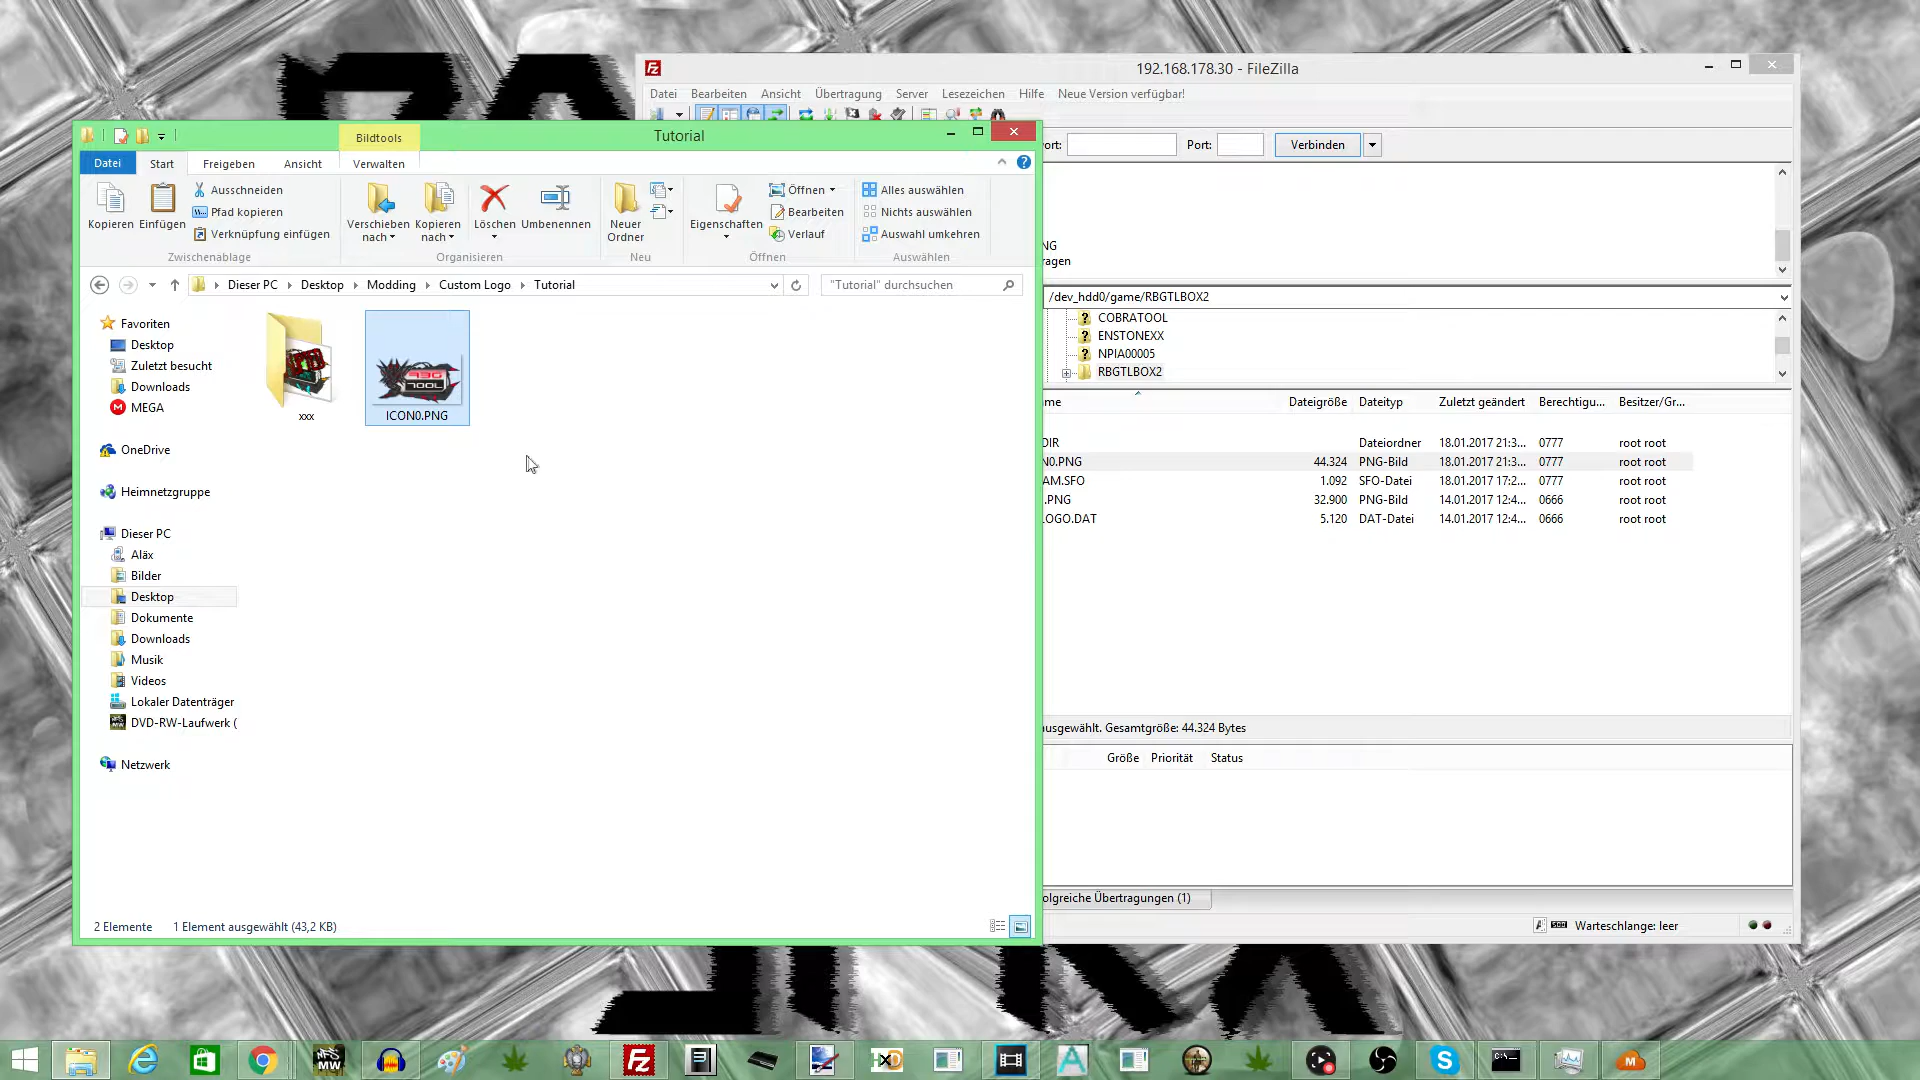 192.168.178.30 - FileZilla
Datei Bearbeiten Ansicht Übertragung Server Lesezeichen Hilfe Neue Version verfügbar!
ort: Port: Verbinden
NG
ragen
/dev_hdd0/game/RBGTLBOX2
COBRATOOL
ENSTONEXX
NPIA00005
RBGTLBOX2
me Dateigröße Dateityp Zuletzt geändert Berechtigu... Besitzer/Gr...
DIR Dateiordner 18.01.2017 21:3... 0777 root root
N0.PNG 44.324 PNG-Bild 18.01.2017 21:3... 0777 root root
AM.SFO 1.092 SFO-Datei 18.01.2017 17:2... 0777 root root
.PNG 32.900 PNG-Bild 14.01.2017 12:4... 0666 root root
LOGO.DAT 5.120 DAT-Datei 14.01.2017 12:4... 0666 root root
ausgewählt. Gesamtgröße: 44.324 Bytes
Größe Priorität Status
olgreiche Übertragungen (1)
Warteschlange: leer
Bildtools
Tutorial
Datei Start Freigeben Ansicht Verwalten
Kopieren
Einfügen
Ausschneiden
Pfad kopieren
Verknüpfung einfügen
Zwischenablage
Verschieben nach
Kopieren nach
Löschen
Umbenennen
Organisieren
Neuer Ordner
Neu
Eigenschaften
Öffnen
Bearbeiten
Verlauf
Öffnen
Alles auswählen
Nichts auswählen
Auswahl umkehren
Auswählen
Dieser PC Desktop Modding Custom Logo Tutorial
"Tutorial" durchsuchen
Favoriten
Desktop
Zuletzt besucht
Downloads
MEGA
OneDrive
Heimnetzgruppe
Dieser PC
Aläx
Bilder
Desktop
Dokumente
Downloads
Musik
Videos
Lokaler Datenträger
DVD-RW-Laufwerk (
Netzwerk
xxx
ICON0.PNG
2 Elemente 1 Element ausgewählt (43,2 KB)